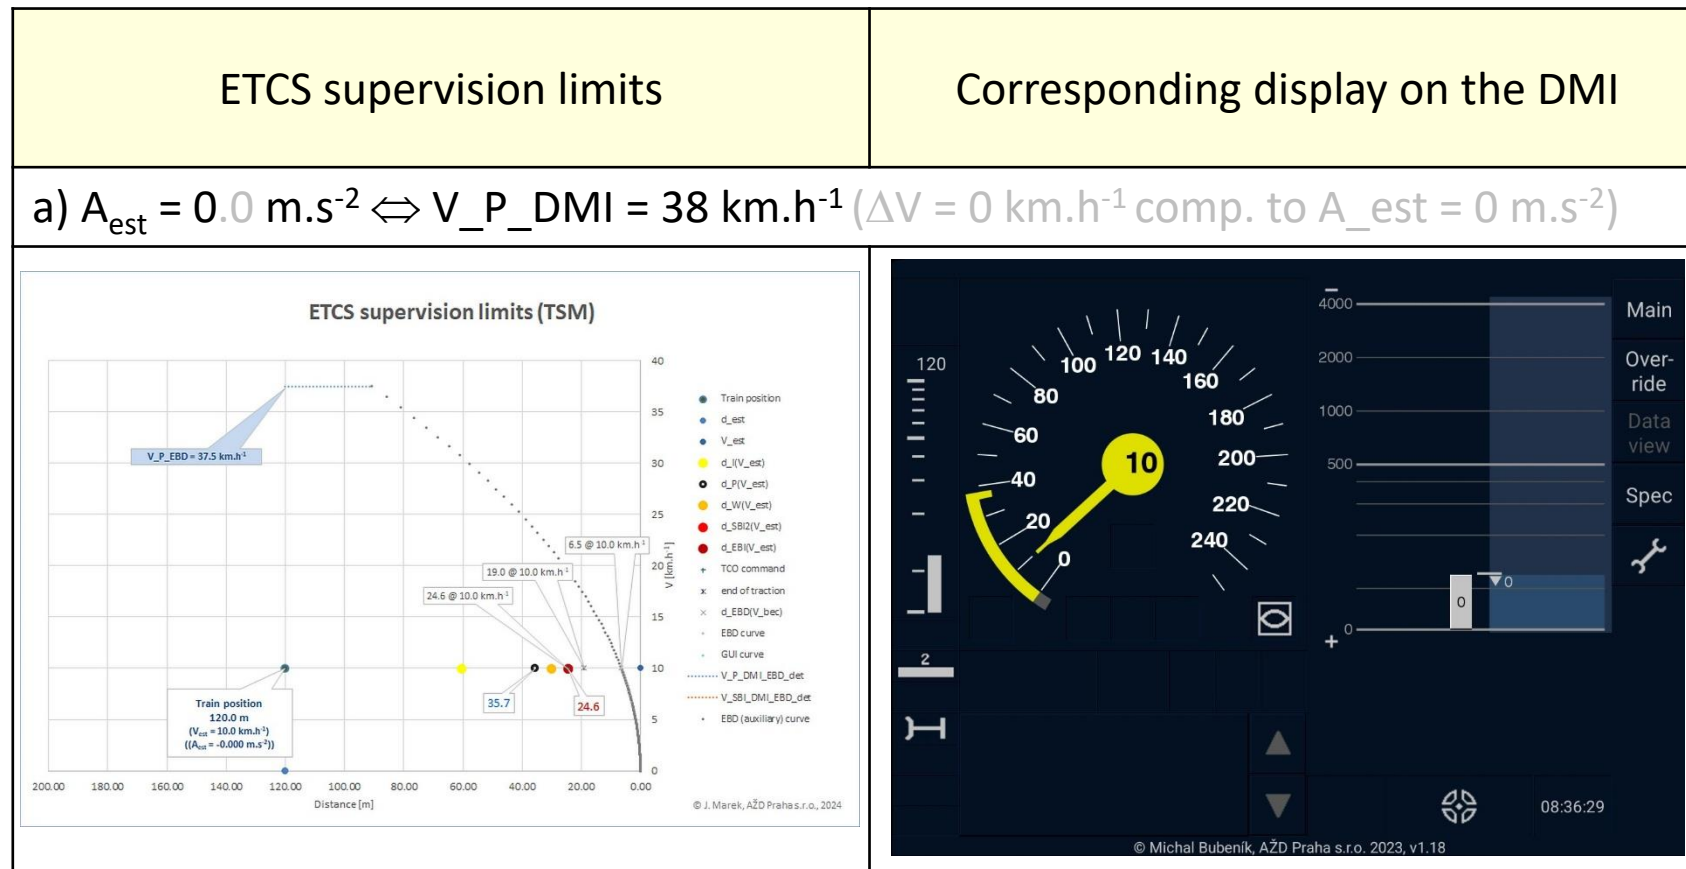 ETCS supervision limits
Corresponding display on the DMI
a) A_est = 0.0 m.s⁻² ⇔ V_P_DMI = 38 km.h⁻¹ (ΔV = 0 km.h⁻¹ comp. to A_est = 0 m.s⁻²)
ETCS supervision limits (TSM)
40
35
30
25
20
15
10
5
0
V [km.h⁻¹]
V_P_EBD = 37.5 km.h⁻¹
6.5 @ 10.0 km.h⁻¹
19.0 @ 10.0 km.h⁻¹
24.6 @ 10.0 km.h⁻¹
35.7
24.6
Train position
120.0 m
(V_est = 10.0 km.h⁻¹)
((A_est = -0.000 m.s⁻²))
200.00 180.00 160.00 140.00 120.00 100.00 80.00 60.00 40.00 20.00 0.00
Distance [m]
Train position
d_est
V_est
d_I(V_est)
d_P(V_est)
d_W(V_est)
d_SBI2(V_est)
d_EBI(V_est)
TCO command
end of traction
d_EBD(V_bec)
EBD curve
GUI curve
V_P_DMI_EBD_det
V_SBI_DMI_EBD_det
EBD (auxiliary) curve
© J. Marek, AŽD Praha s.r.o., 2024
120
2
0
20
40
60
80
100
120
140
160
180
200
220
240
10
4000
2000
1000
500
0
0
0
Main
Over-
ride
Data
view
Spec
08:36:29
© Michal Bubeník, AŽD Praha s.r.o. 2023, v1.18